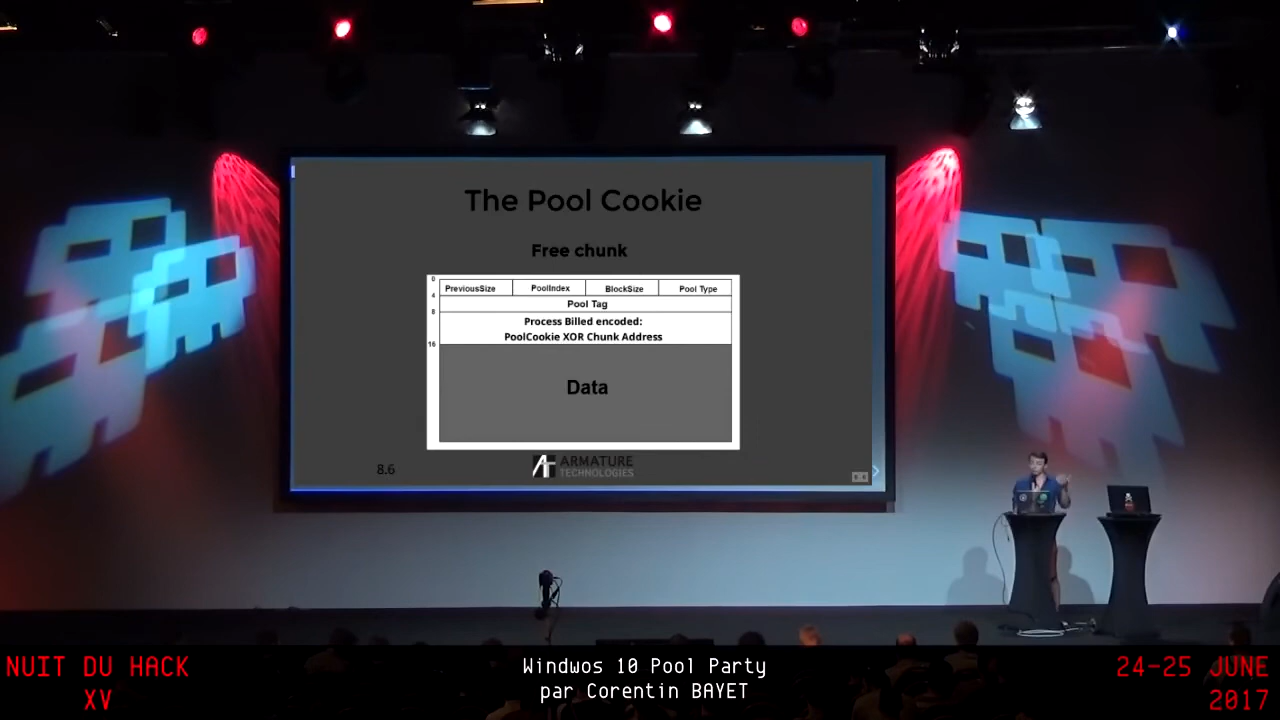 The Pool Cookie
Free chunk
0
PreviousSize PoolIndex BlockSize Pool Type
4
Pool Tag
8
Process Billed encoded:
PoolCookie XOR Chunk Address
16
Data
8.6
ARMATURE
TECHNOLOGIES
8.6
NUIT DU HACK
XV
Windwos 10 Pool Party
par Corentin BAYET
24-25 JUNE
2017